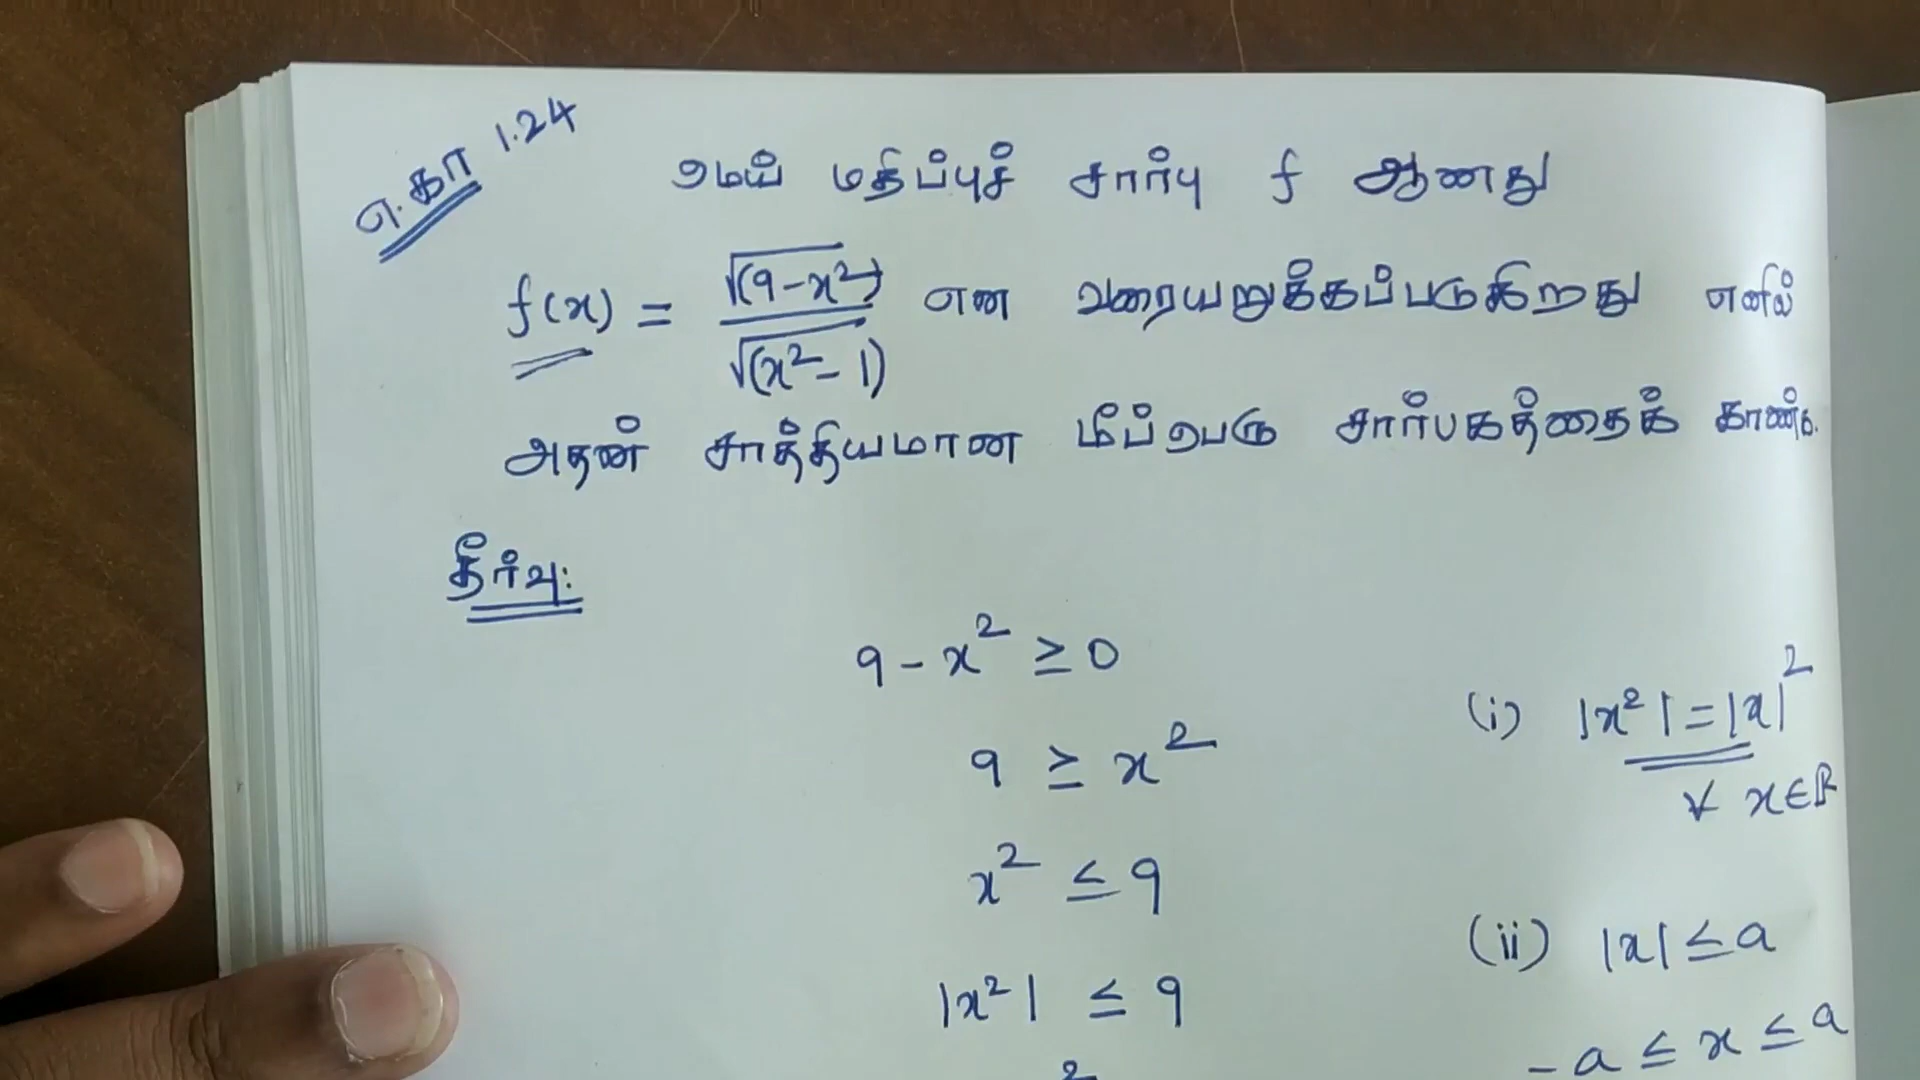 எ.கா 1.24
மெய் மதிப்புச் சார்பு f ஆனது
f(x) = √(9-x²) / √(x²-1) என வரையறுக்கப்படுகிறது எனில்
அதன் சாத்தியமான மீப்பெரு சார்பகத்தைக் காண்க.
தீர்வு:
9 - x² ≥ 0
9 ≥ x²
x² ≤ 9
|x²| ≤ 9
(i) |x²| = |x|²
∀ x∈ℝ
(ii) |x| ≤ a
-a ≤ x ≤ a